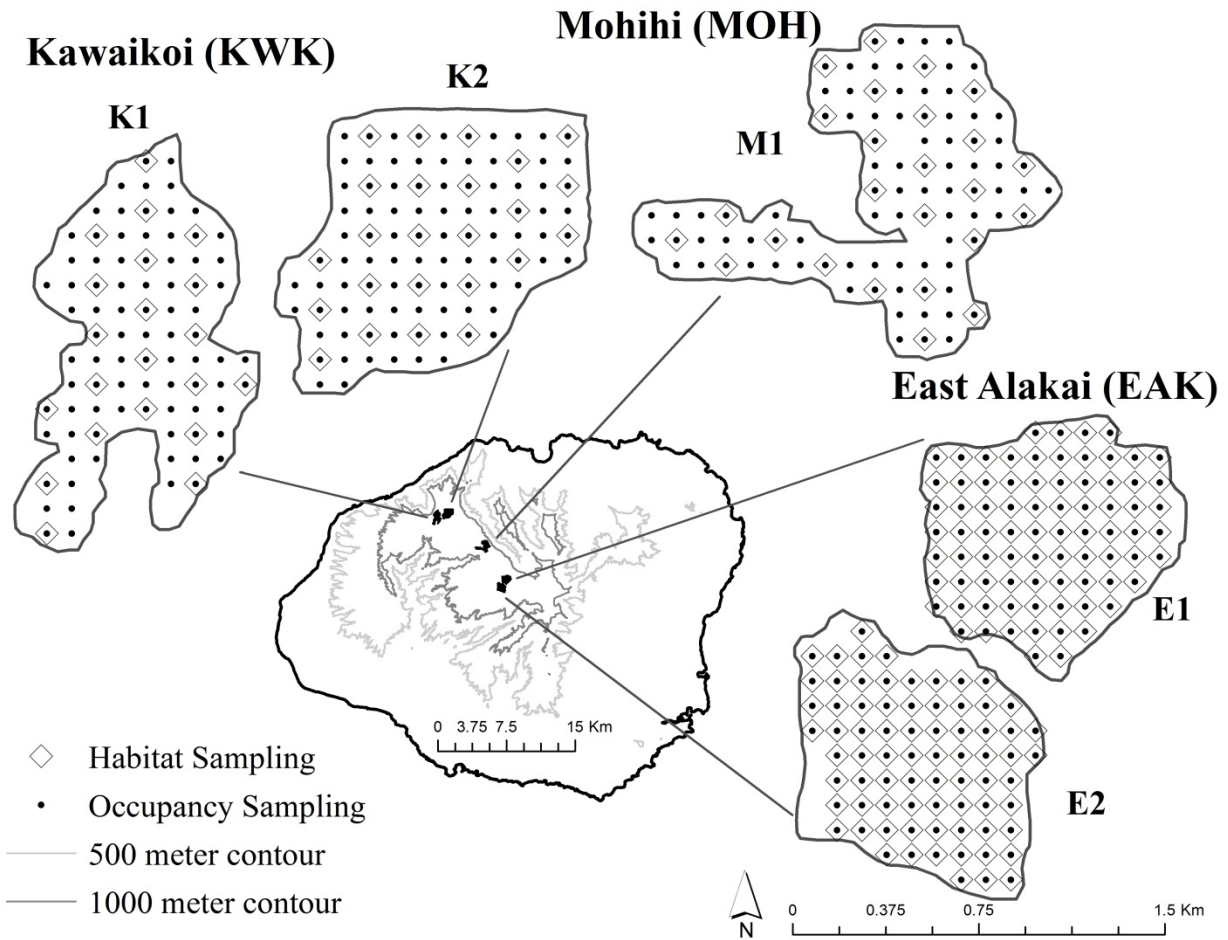 Mohihi (MOH)
Kawaikoi (KWK)
K2
K1
M1
East Alakai (EAK)
E1
E2
0 3.75 7.5 15 Km
Habitat Sampling
Occupancy Sampling
500 meter contour
1000 meter contour
N
0 0.375 0.75 1.5 Km